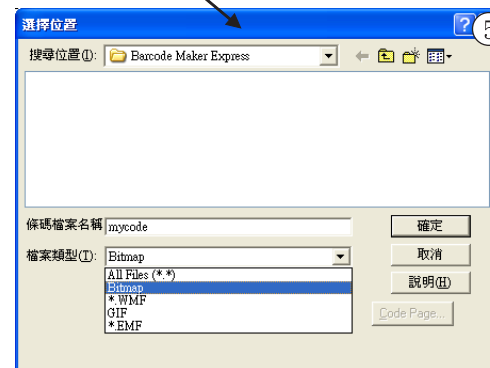 選擇位置
?
5
搜尋位置(I):
Barcode Maker Express
條碼檔案名稱
mycode
確定
檔案類型(T):
Bitmap
取消
All Files (*.*)
Bitmap
*.WMF
GIF
*.EMF
說明(H)
Code Page...